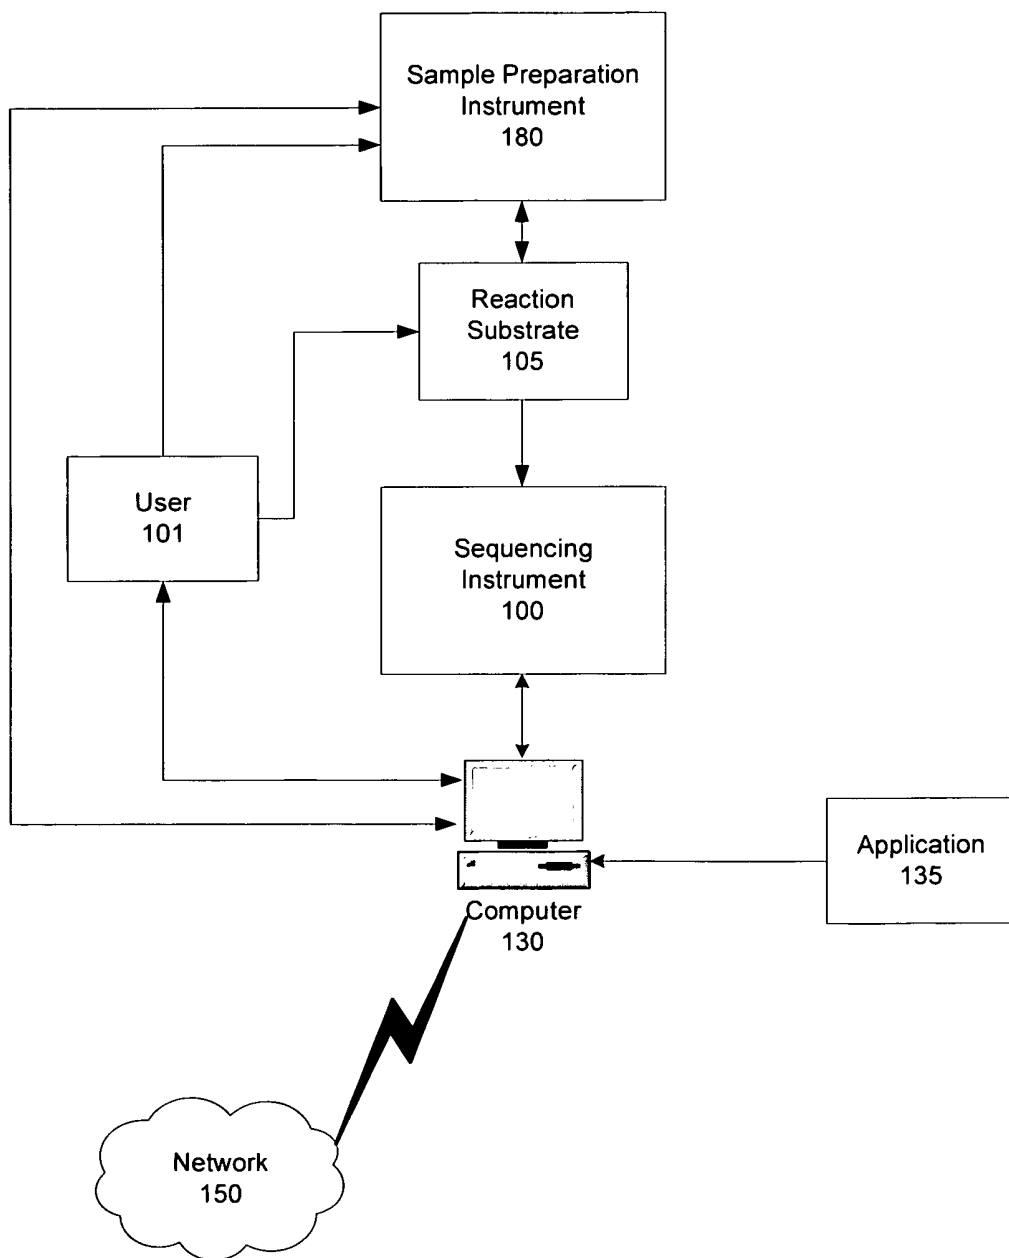 Sample Preparation
Instrument
180
Reaction
Substrate
105
User
101
Sequencing
Instrument
100
Application
135
Computer
130
Network
150